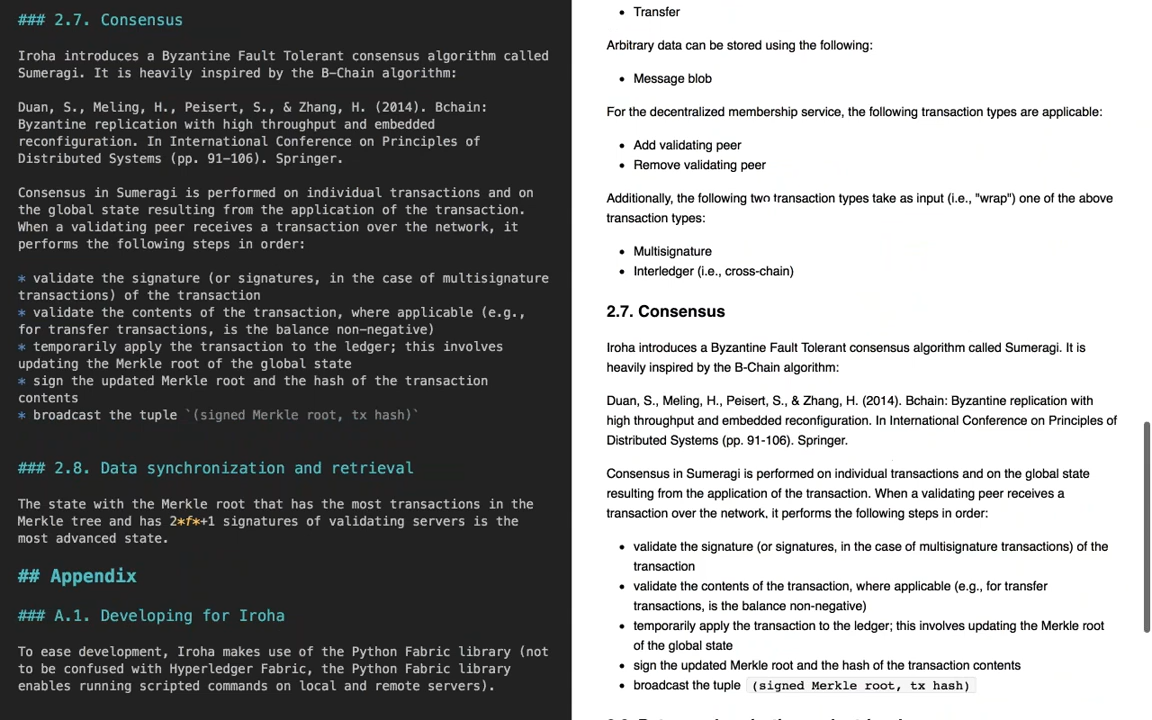 ### 2.7. Consensus
Iroha introduces a Byzantine Fault Tolerant consensus algorithm called
Sumeragi. It is heavily inspired by the B-Chain algorithm:
Duan, S., Meling, H., Peisert, S., & Zhang, H. (2014). Bchain:
Byzantine replication with high throughput and embedded
reconfiguration. In International Conference on Principles of
Distributed Systems (pp. 91-106). Springer.
Consensus in Sumeragi is performed on individual transactions and on
the global state resulting from the application of the transaction.
When a validating peer receives a transaction over the network, it
performs the following steps in order:
* validate the signature (or signatures, in the case of multisignature
transactions) of the transaction
* validate the contents of the transaction, where applicable (e.g.,
for transfer transactions, is the balance non-negative)
* temporarily apply the transaction to the ledger; this involves
updating the Merkle root of the global state
* sign the updated Merkle root and the hash of the transaction
contents
* broadcast the tuple `(signed Merkle root, tx hash)`
### 2.8. Data synchronization and retrieval
The state with the Merkle root that has the most transactions in the
Merkle tree and has 2*f*+1 signatures of validating servers is the
most advanced state.
## Appendix
### A.1. Developing for Iroha
To ease development, Iroha makes use of the Python Fabric library (not
to be confused with Hyperledger Fabric, the Python Fabric library
enables running scripted commands on local and remote servers).
• Transfer
Arbitrary data can be stored using the following:
• Message blob
For the decentralized membership service, the following transaction types are applicable:
• Add validating peer
• Remove validating peer
Additionally, the following two transaction types take as input (i.e., "wrap") one of the above
transaction types:
• Multisignature
• Interledger (i.e., cross-chain)
2.7. Consensus
Iroha introduces a Byzantine Fault Tolerant consensus algorithm called Sumeragi. It is
heavily inspired by the B-Chain algorithm:
Duan, S., Meling, H., Peisert, S., & Zhang, H. (2014). Bchain: Byzantine replication with
high throughput and embedded reconfiguration. In International Conference on Principles of
Distributed Systems (pp. 91-106). Springer.
Consensus in Sumeragi is performed on individual transactions and on the global state
resulting from the application of the transaction. When a validating peer receives a
transaction over the network, it performs the following steps in order:
• validate the signature (or signatures, in the case of multisignature transactions) of the
transaction
• validate the contents of the transaction, where applicable (e.g., for transfer
transactions, is the balance non-negative)
• temporarily apply the transaction to the ledger; this involves updating the Merkle root
of the global state
• sign the updated Merkle root and the hash of the transaction contents
• broadcast the tuple (signed Merkle root, tx hash)